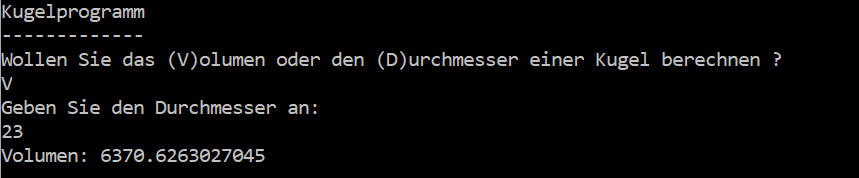 Kugelprogramm
-------------
Wollen Sie das (V)olumen oder den (D)urchmesser einer Kugel berechnen ?
V
Geben Sie den Durchmesser an:
23
Volumen: 6370.6263027045